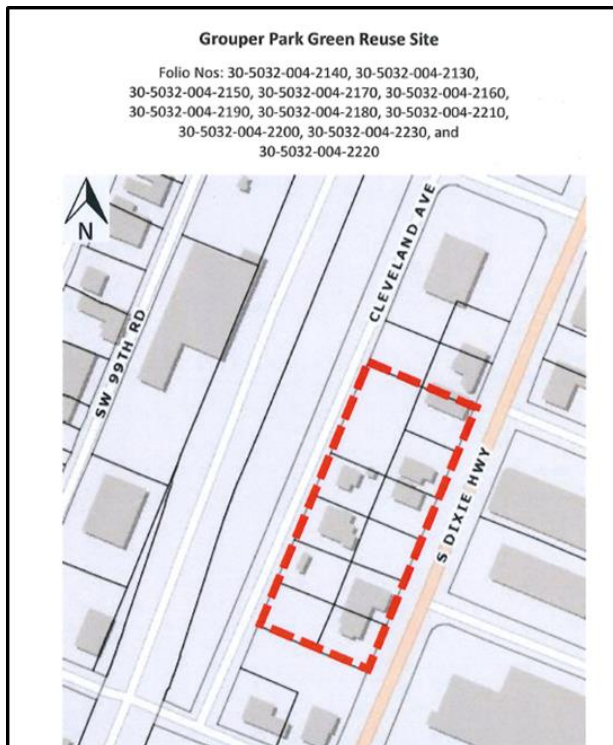 Grouper Park Green Reuse Site
Folio Nos: 30-5032-004-2140, 30-5032-004-2130,
30-5032-004-2150, 30-5032-004-2170, 30-5032-004-2160,
30-5032-004-2190, 30-5032-004-2180, 30-5032-004-2210,
30-5032-004-2200, 30-5032-004-2230, and
30-5032-004-2220
N
SW 99TH RD
CLEVELAND AVE
S DIXIE HWY